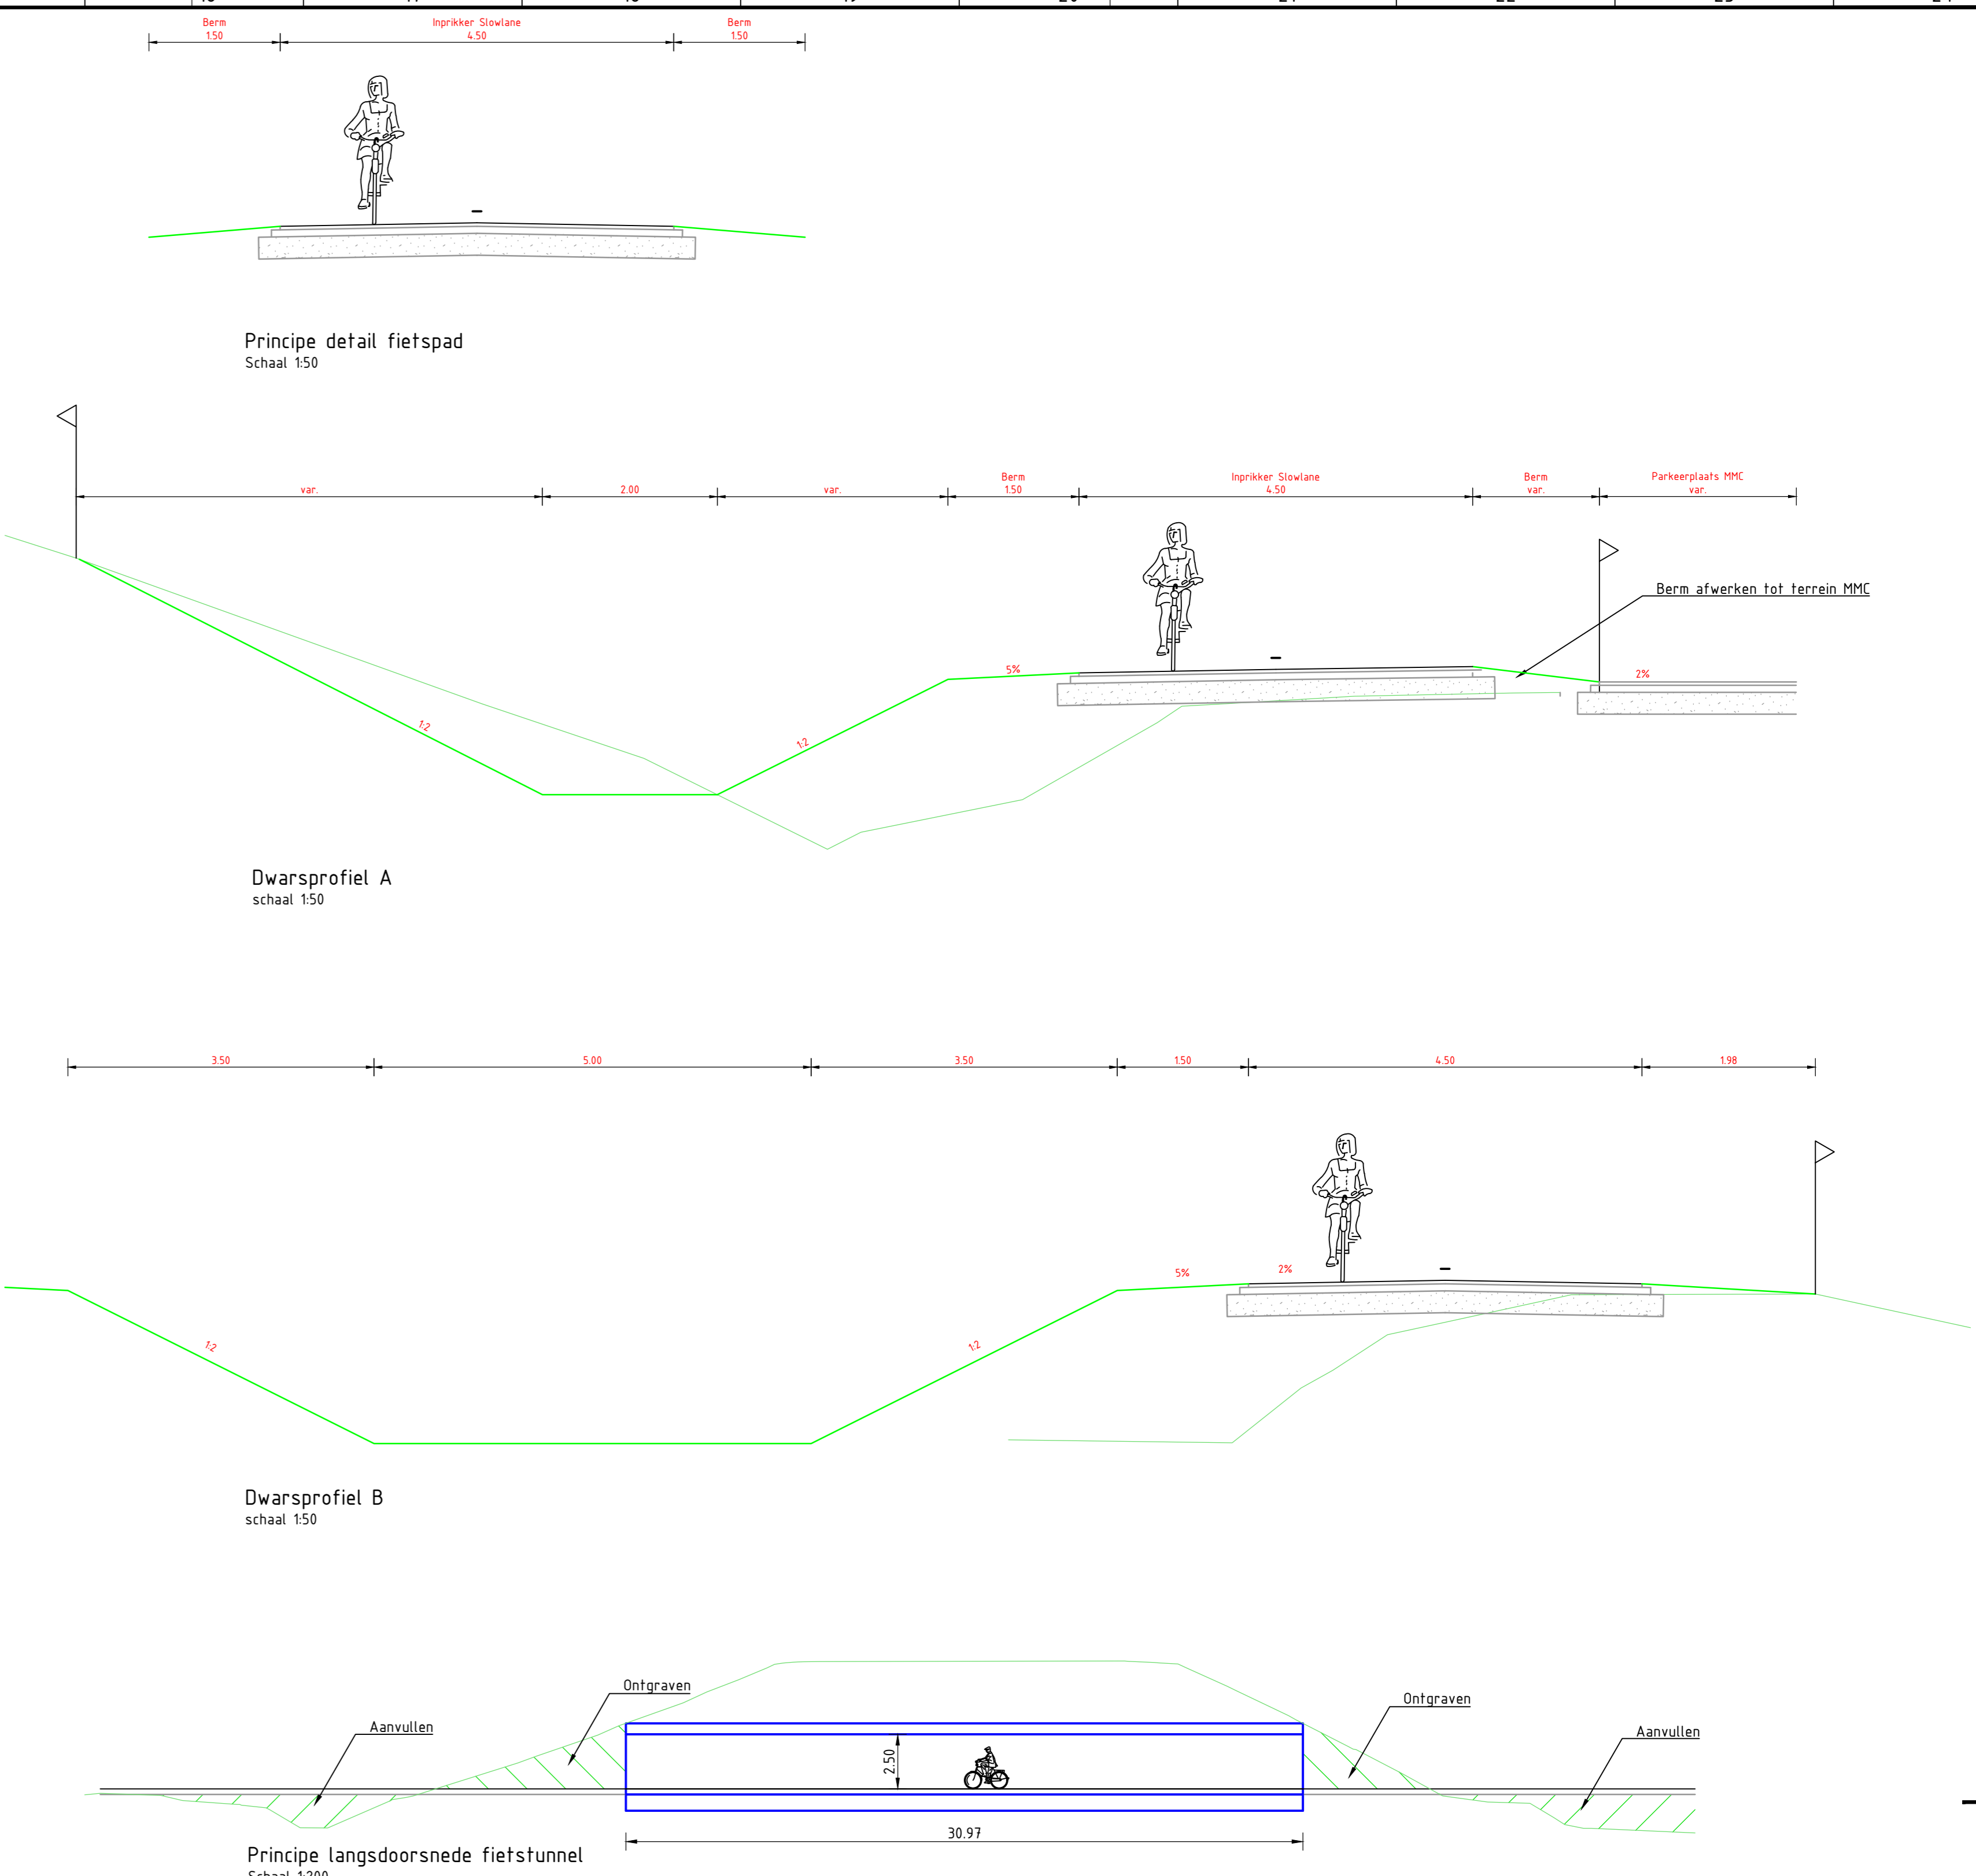 Berm
Inprikker Slowlane
Berm
1.50
4.50
1.50
Principe detail fietspad
Schaal 1:50
Berm
Inprikker Slowlane
Berm
Parkeerplaats MMC
var.
2.00
var.
1.50
4.50
var.
var.
Berm afwerken tot terrein MMC
5%
2%
1:2
1:2
Dwarsprofiel A
schaal 1:50
3.50
5.00
3.50
1.50
4.50
1.98
5%
2%
1:2
1:2
Dwarsprofiel B
schaal 1:50
Ontgraven
Ontgraven
Aanvullen
Aanvullen
2.50
30.97
Principe langsdoorsnede fietstunnel
Schaal 1:200